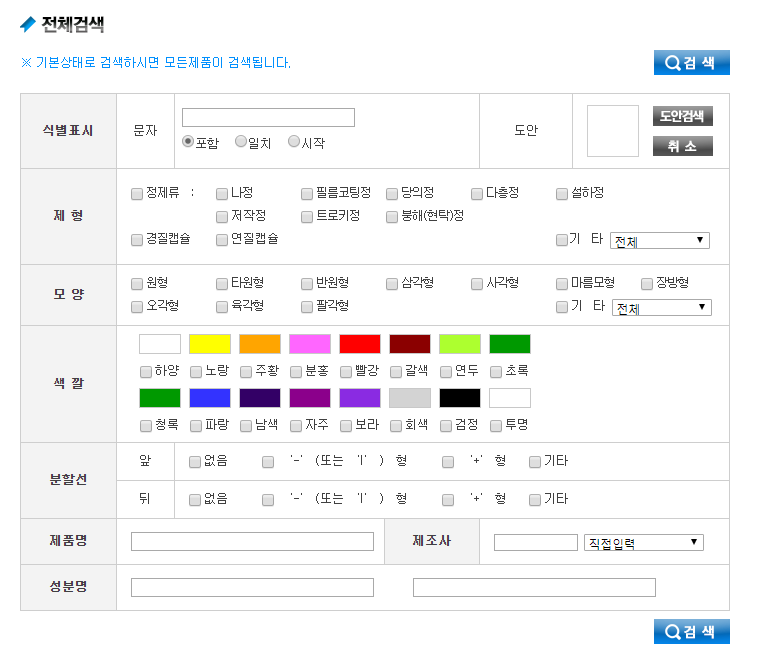 전체검색
※ 기본상태로 검색하시면 모든제품이 검색됩니다.
검 색
식별표시 문자 포함 일치 시작 도안 도안검색 취 소
제 형
정제류 : 나정 필름코팅정 당의정 다층정 설하정
저작정 트로키정 붕해(현탁)정
경질캡슐 연질캡슐 기 타 전체
모 양
원형 타원형 반원형 삼각형 사각형 마름모형 장방형
오각형 육각형 팔각형 기 타 전체
색 깔
하양 노랑 주황 분홍 빨강 갈색 연두 초록
청록 파랑 남색 자주 보라 회색 검정 투명
분할선
앞 없음 '-' (또는 'l' ) 형 '+' 형 기타
뒤 없음 '-' (또는 'l' ) 형 '+' 형 기타
제품명 제조사 직접입력
성분명
검 색